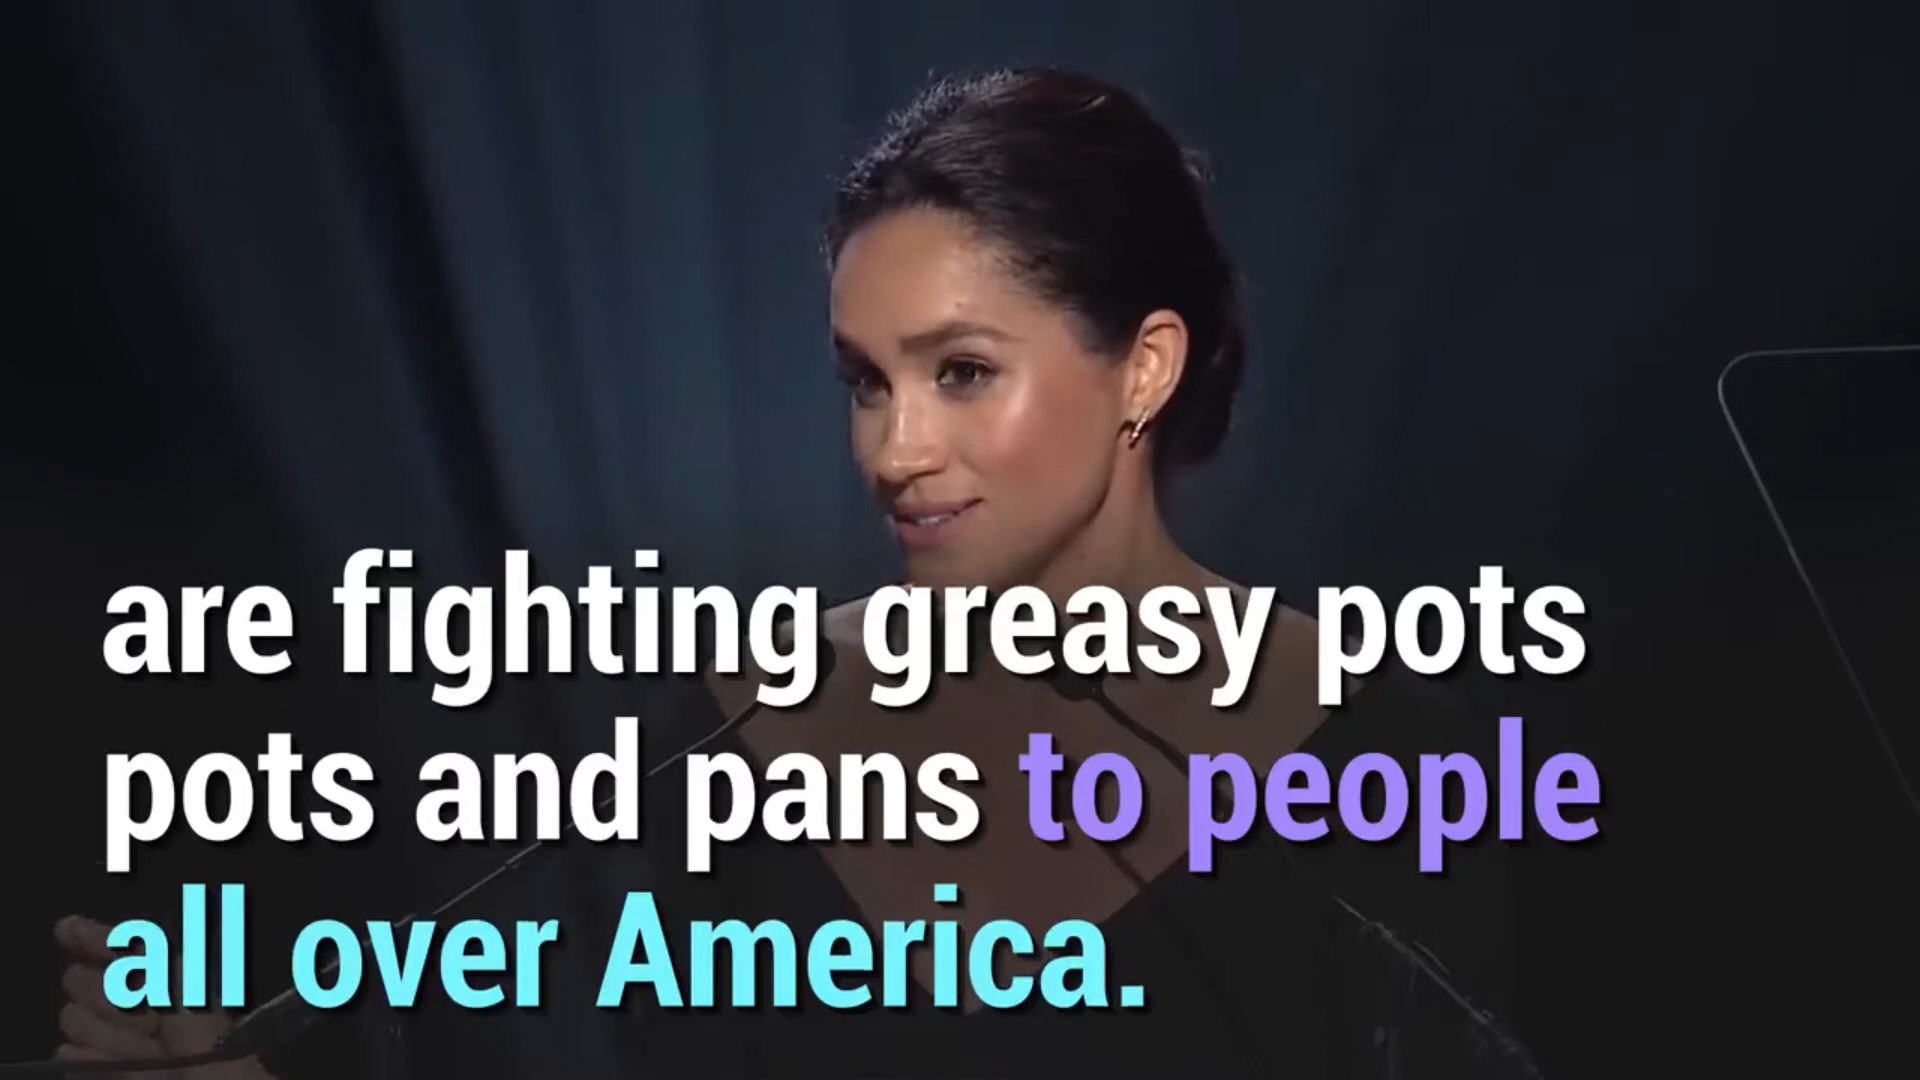 are fighting greasy pots
pots and pans to people
all over America.